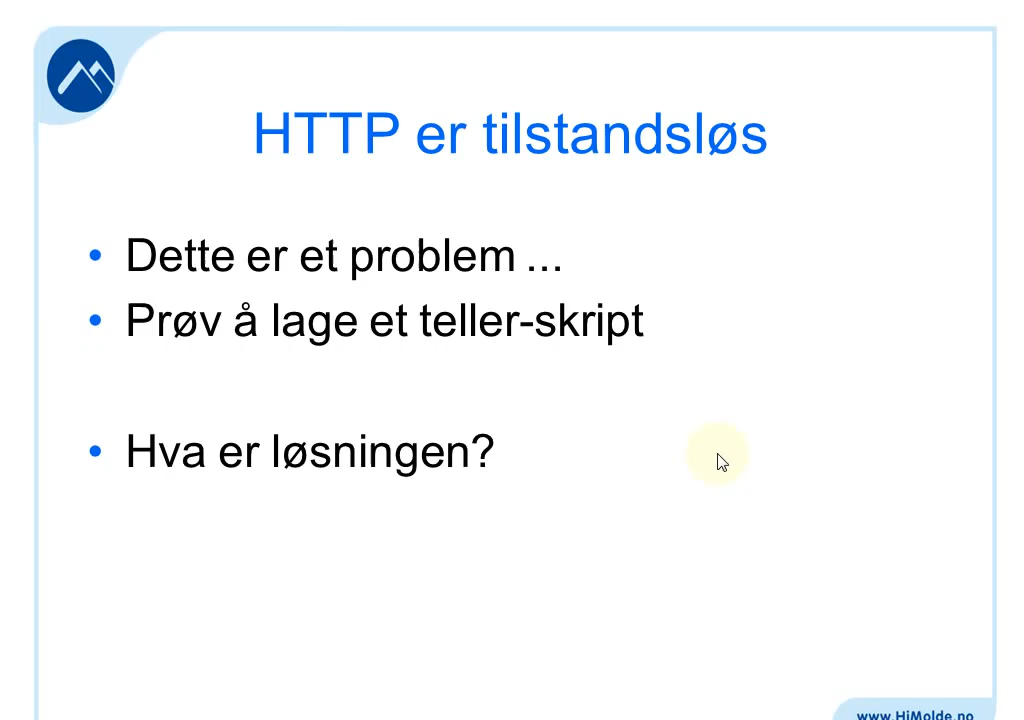 HTTP er tilstandsløs
• Dette er et problem ...
• Prøv å lage et teller-skript
• Hva er løsningen?
www.HiMolde.no